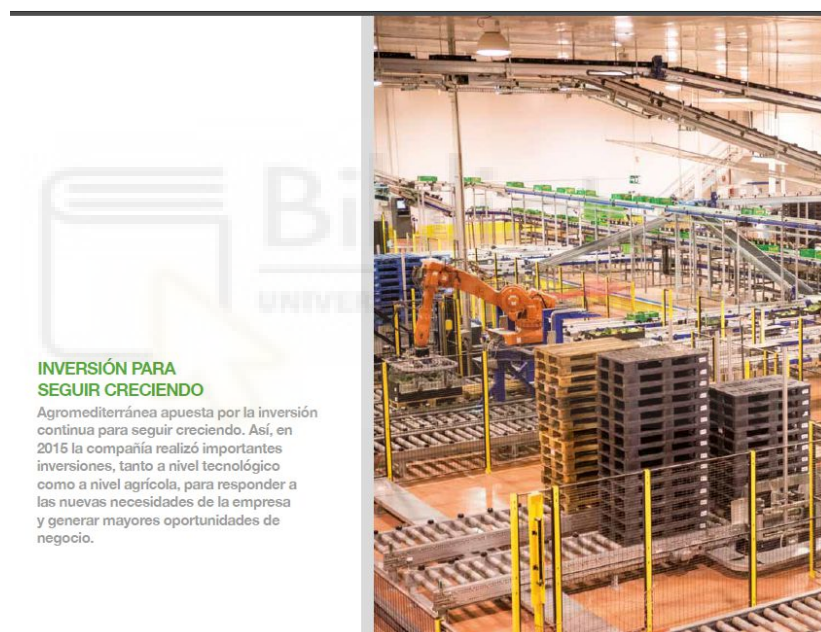 INVERSIÓN PARA
SEGUIR CRECIENDO
Agromediterránea apuesta por la inversión
continua para seguir creciendo. Así, en
2015 la compañía realizó importantes
inversiones, tanto a nivel tecnológico
como a nivel agrícola, para responder a
las nuevas necesidades de la empresa
y generar mayores oportunidades de
negocio.